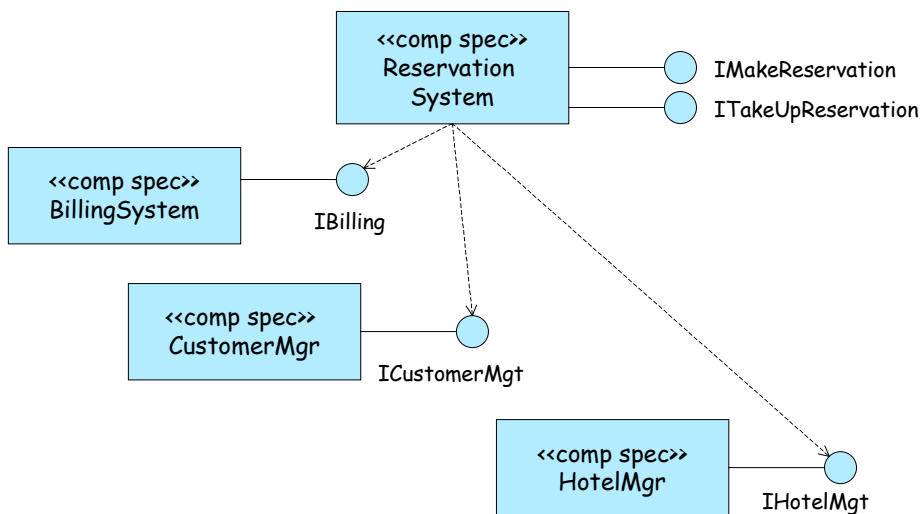 <<comp spec>>
Reservation
System
IMakeReservation
ITakeUpReservation
<<comp spec>>
BillingSystem
IBilling
<<comp spec>>
CustomerMgr
ICustomerMgt
<<comp spec>>
HotelMgr
IHotelMgt